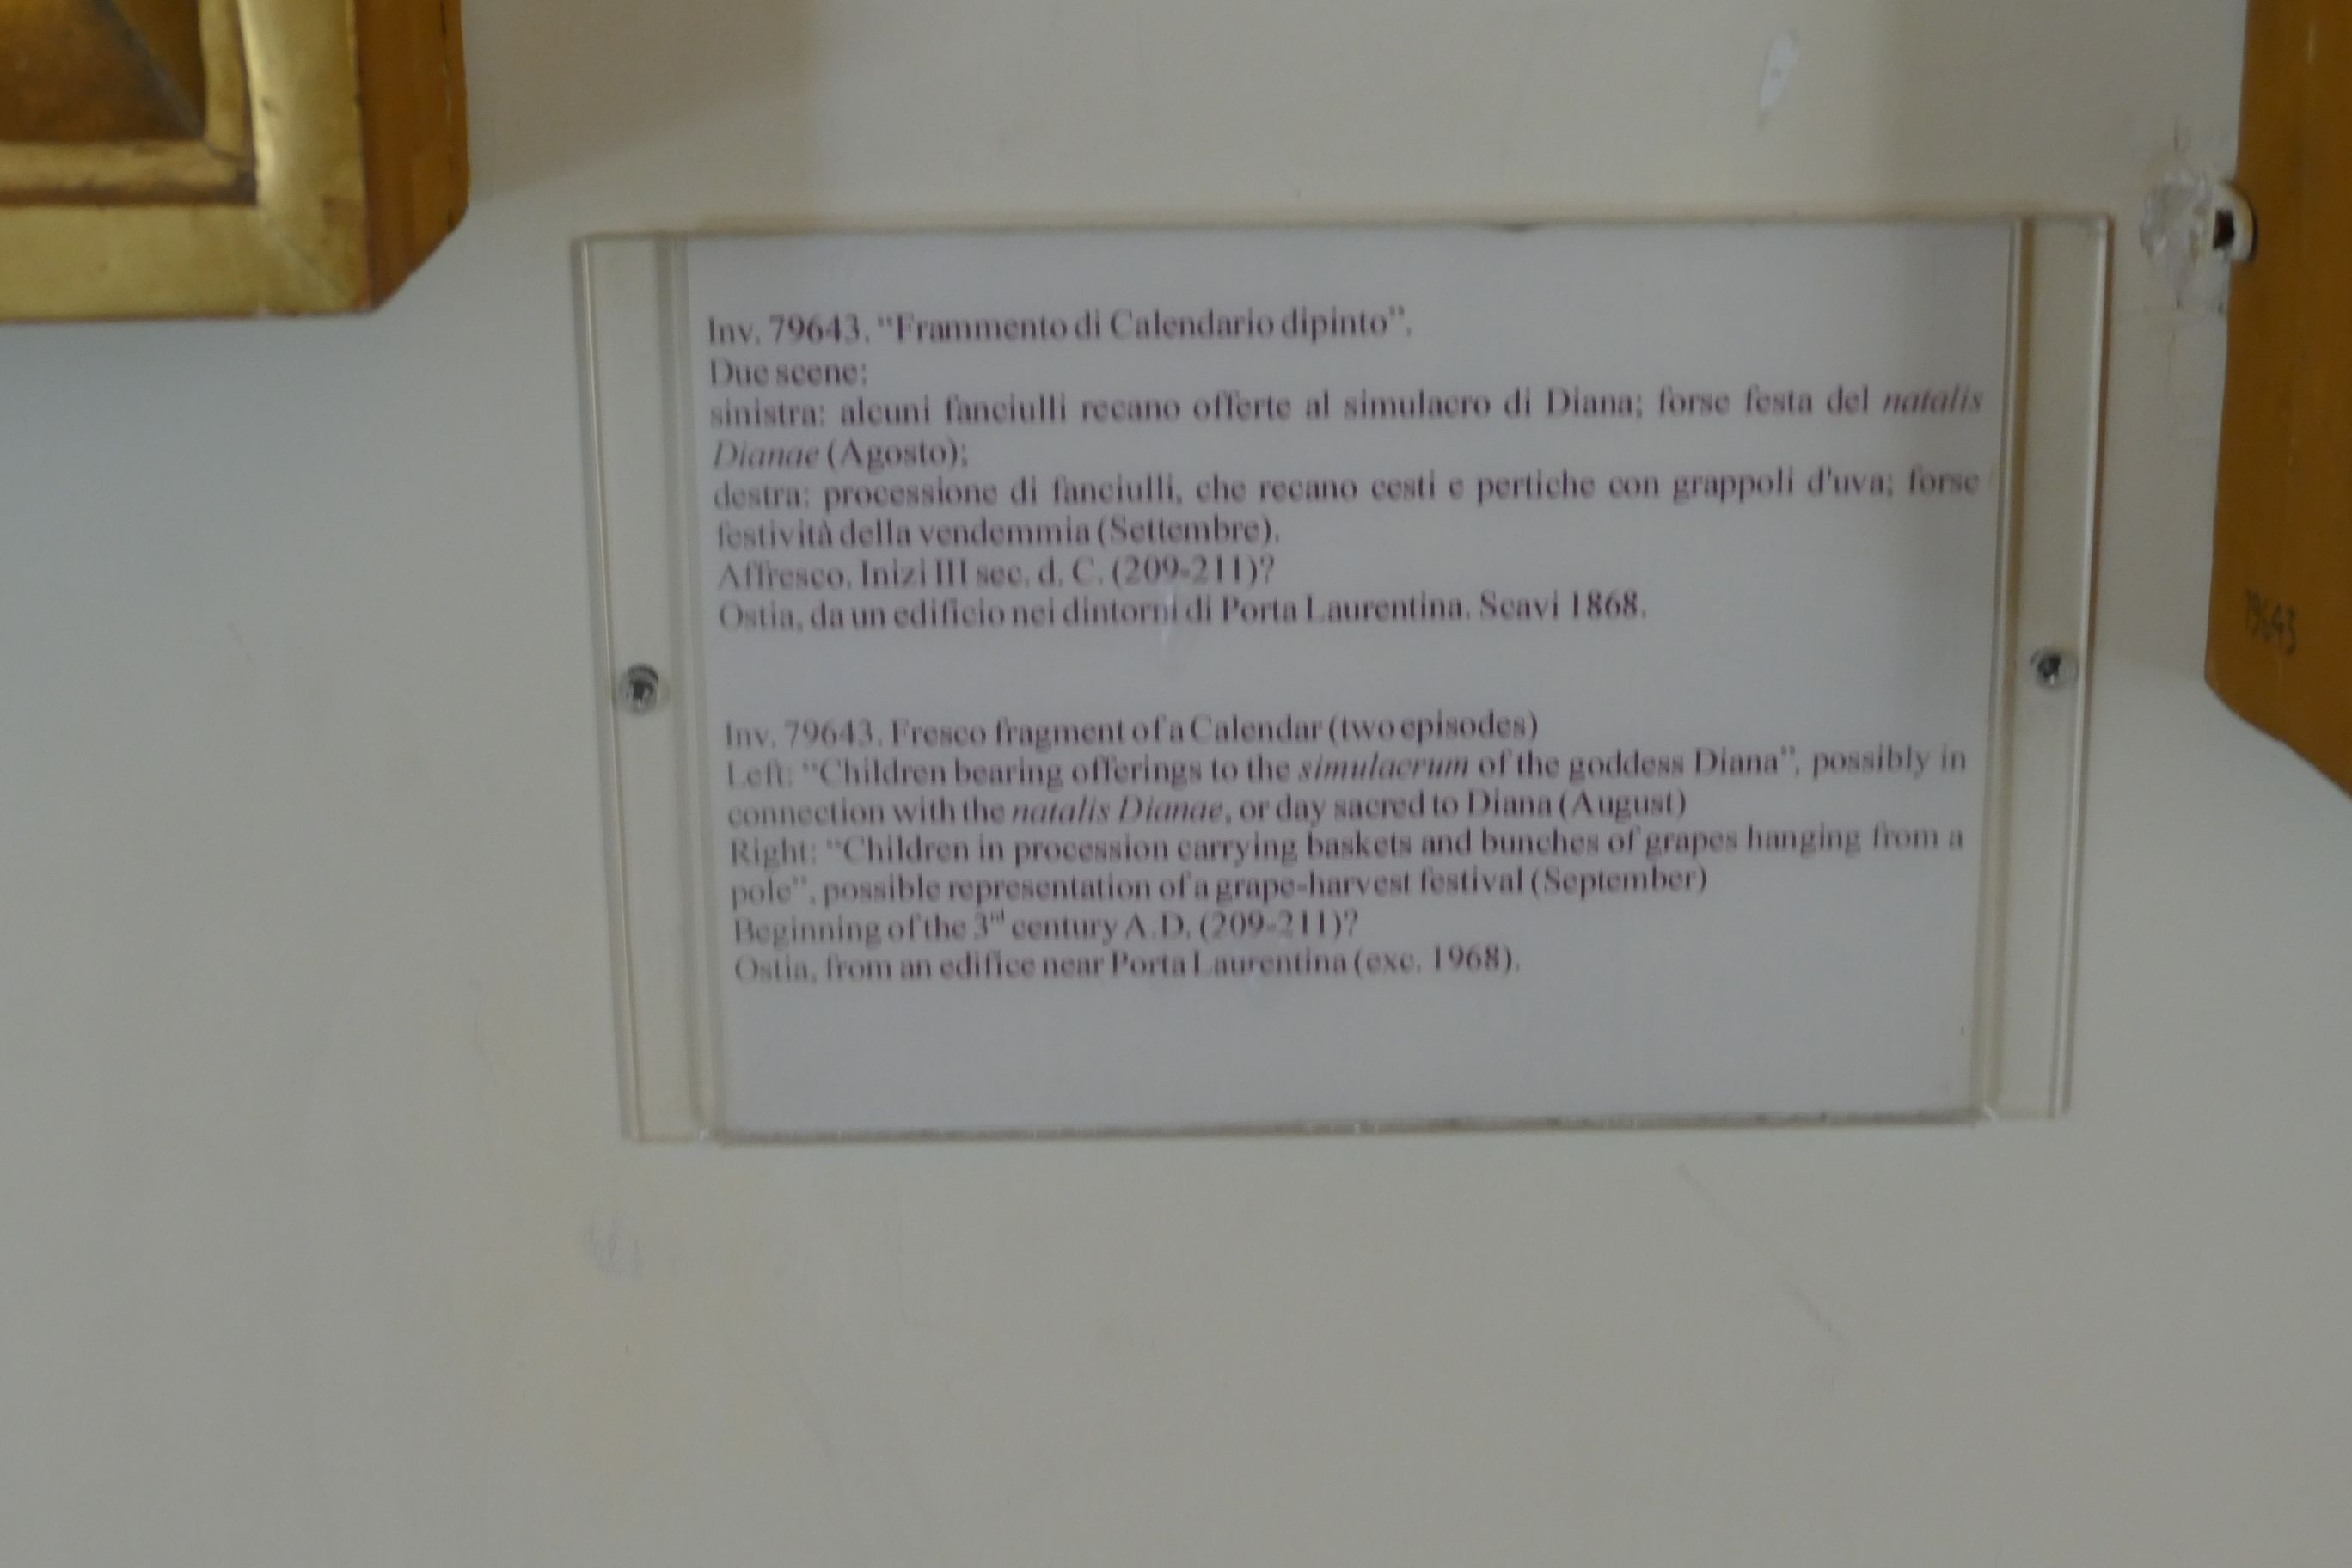 Inv. 79643. “Frammento di Calendario dipinto”.
Due scene:
sinistra: alcuni fanciulli recano offerte al simulacro di Diana; forse festa del natalis
Dianae (Agosto);
destra: processione di fanciulli, che recano cesti e pertiche con grappoli d'uva; forse
festività della vendemmia (Settembre).
Affresco. Inizi III sec. d. C. (209-211)?
Ostia, da un edificio nei dintorni di Porta Laurentina. Scavi 1868.
Inv. 79643. Fresco fragment of a Calendar (two episodes)
Left: “Children bearing offerings to the simulacrum of the goddess Diana”, possibly in
connection with the natalis Dianae, or day sacred to Diana (August)
Right: “Children in procession carrying baskets and bunches of grapes hanging from a
pole”, possible representation of a grape-harvest festival (September)
Beginning of the 3rd century A.D. (209-211)?
Ostia, from an edifice near Porta Laurentina (exc. 1968).
79643